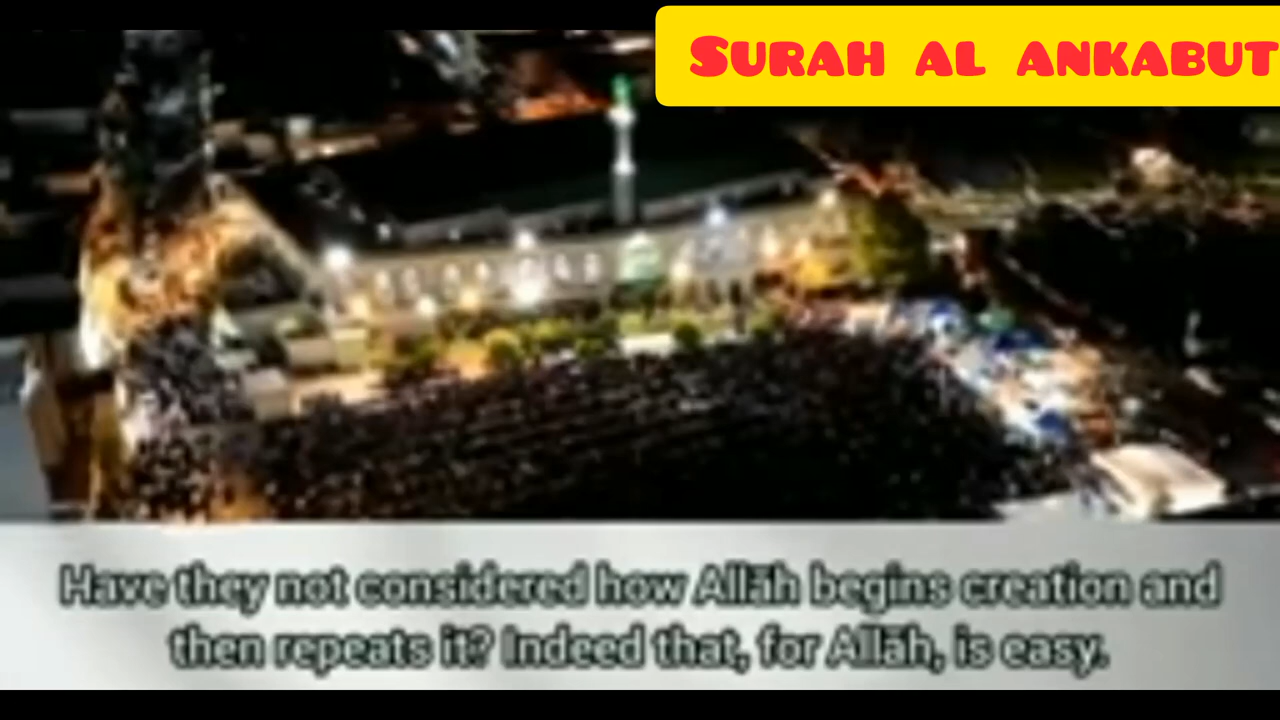 SURAH AL ANKABUT
Have they not considered how Allāh begins creation and
then repeats it? Indeed that, for Allāh, is easy.